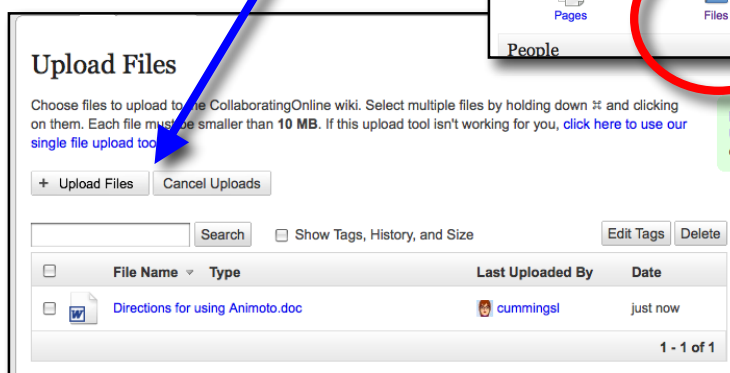 Pages Files
People
Upload Files
Choose files to upload to the CollaboratingOnline wiki. Select multiple files by holding down ⌘ and clicking
on them. Each file must be smaller than 10 MB. If this upload tool isn't working for you, click here to use our
single file upload tool
+ Upload Files Cancel Uploads
Search Show Tags, History, and Size Edit Tags Delete
File Name Type Last Uploaded By Date
W Directions for using Animoto.doc cummingsl just now
1 - 1 of 1